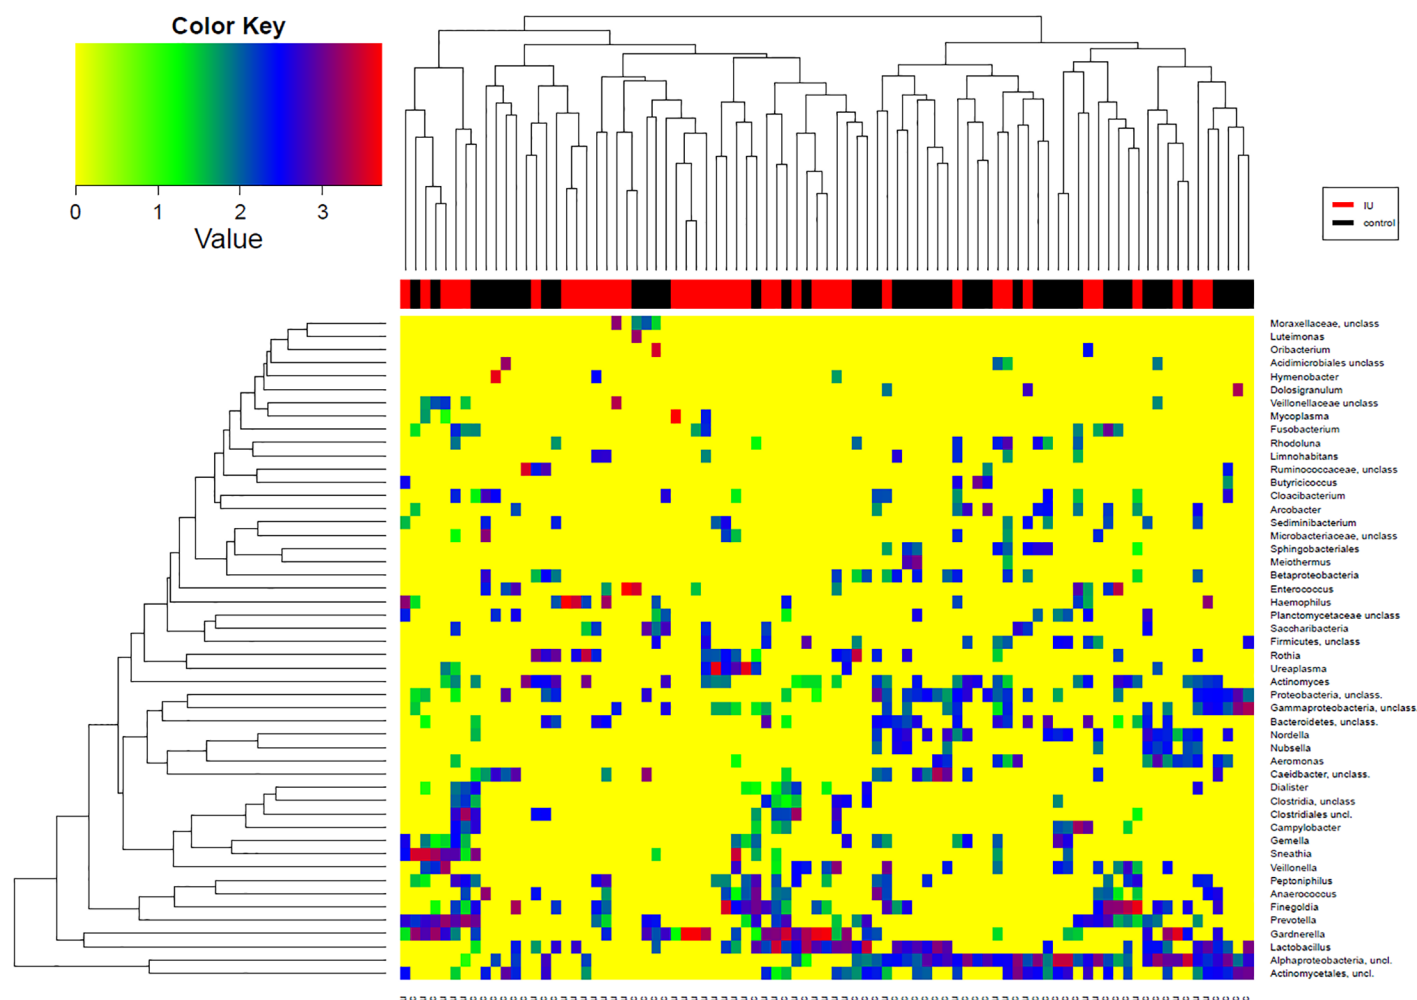 Color Key
0 1 2 3
Value
IU
control
Moraxellaceae, unclass
Luteimonas
Oribacterium
Acidimicrobiales unclass
Hymenobacter
Dolosigranulum
Veillonellaceae unclass
Mycoplasma
Fusobacterium
Rhodoluna
Limnohabitans
Ruminococcaceae, unclass
Butyricicoccus
Cloacibacterium
Arcobacter
Sediminibacterium
Microbacteriaceae, unclass
Sphingobacteriales
Meiothermus
Betaproteobacteria
Enterococcus
Haemophilus
Planctomycetaceae unclass
Saccharibacteria
Firmicutes, unclass
Rothia
Ureaplasma
Actinomyces
Proteobacteria, unclass.
Gammaproteobacteria, unclass
Bacteroidetes, unclass.
Nordella
Nubsella
Aeromonas
Caeidbacter, unclass.
Dialister
Clostridia, unclass
Clostridiales uncl.
Campylobacter
Gemella
Sneathia
Veillonella
Peptoniphilus
Anaerococcus
Finegoldia
Prevotella
Gardnerella
Lactobacillus
Alphaproteobacteria, uncl.
Actinomycetales, uncl.